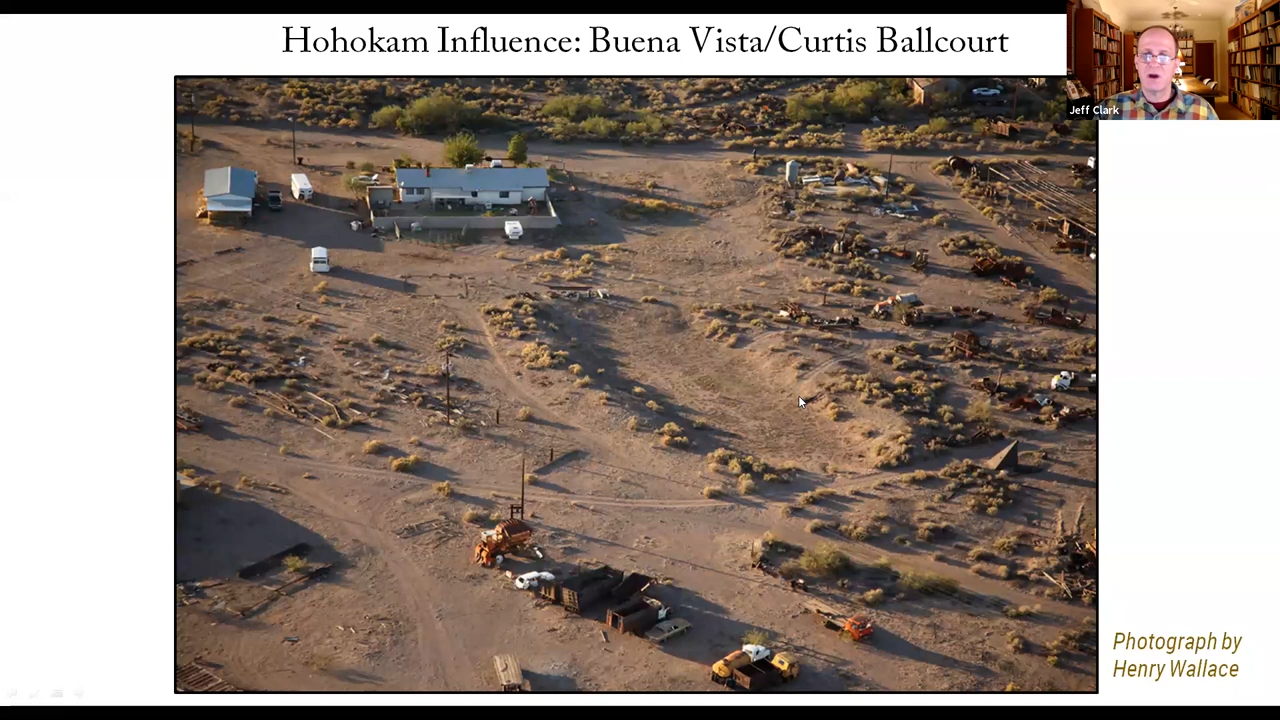 Hohokam Influence: Buena Vista/Curtis Ballcourt
Jeff Clark
Photograph by
Henry Wallace